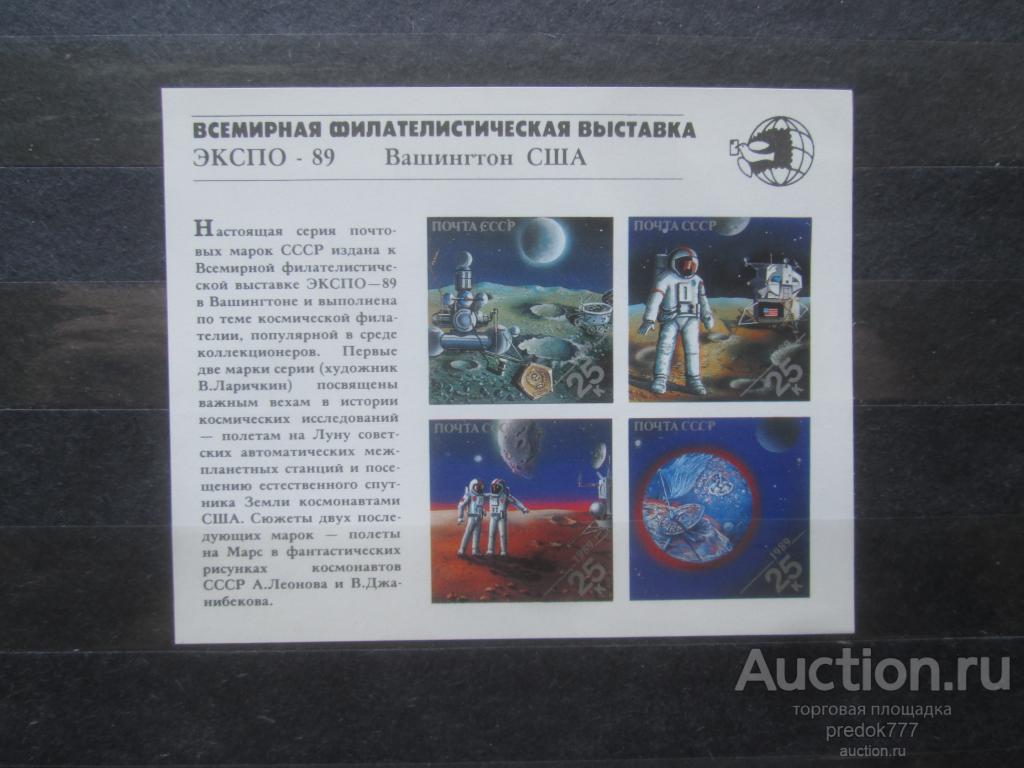 ВСЕМИРНАЯ ФИЛАТЕЛИСТИЧЕСКАЯ ВЫСТАВКА
ЭКСПО - 89 Вашингтон США
Настоящая серия почто-
вых марок СССР издана к
Всемирной филателистиче-
ской выставке ЭКСПО—89
в Вашингтоне и выполнена
по теме космической фила-
телии, популярной в среде
коллекционеров. Первые
две марки серии (художник
В.Ларичкин) посвящены
важным вехам в истории
космических исследований
— полетам на Луну совет-
ских автоматических меж-
планетных станций и посе-
щению естественного спут-
ника Земли космонавтами
США. Сюжеты двух после-
дующих марок — полеты
на Марс в фантастических
рисунках космонавтов
СССР А.Леонова и В.Джа-
нибекова.
ПОЧТА СССР
25 к
ПОЧТА СССР
25 к
ПОЧТА СССР
1989
25 к
ПОЧТА СССР
1989
25 к
Auction.ru
торговая площадка
predok777
auction.ru